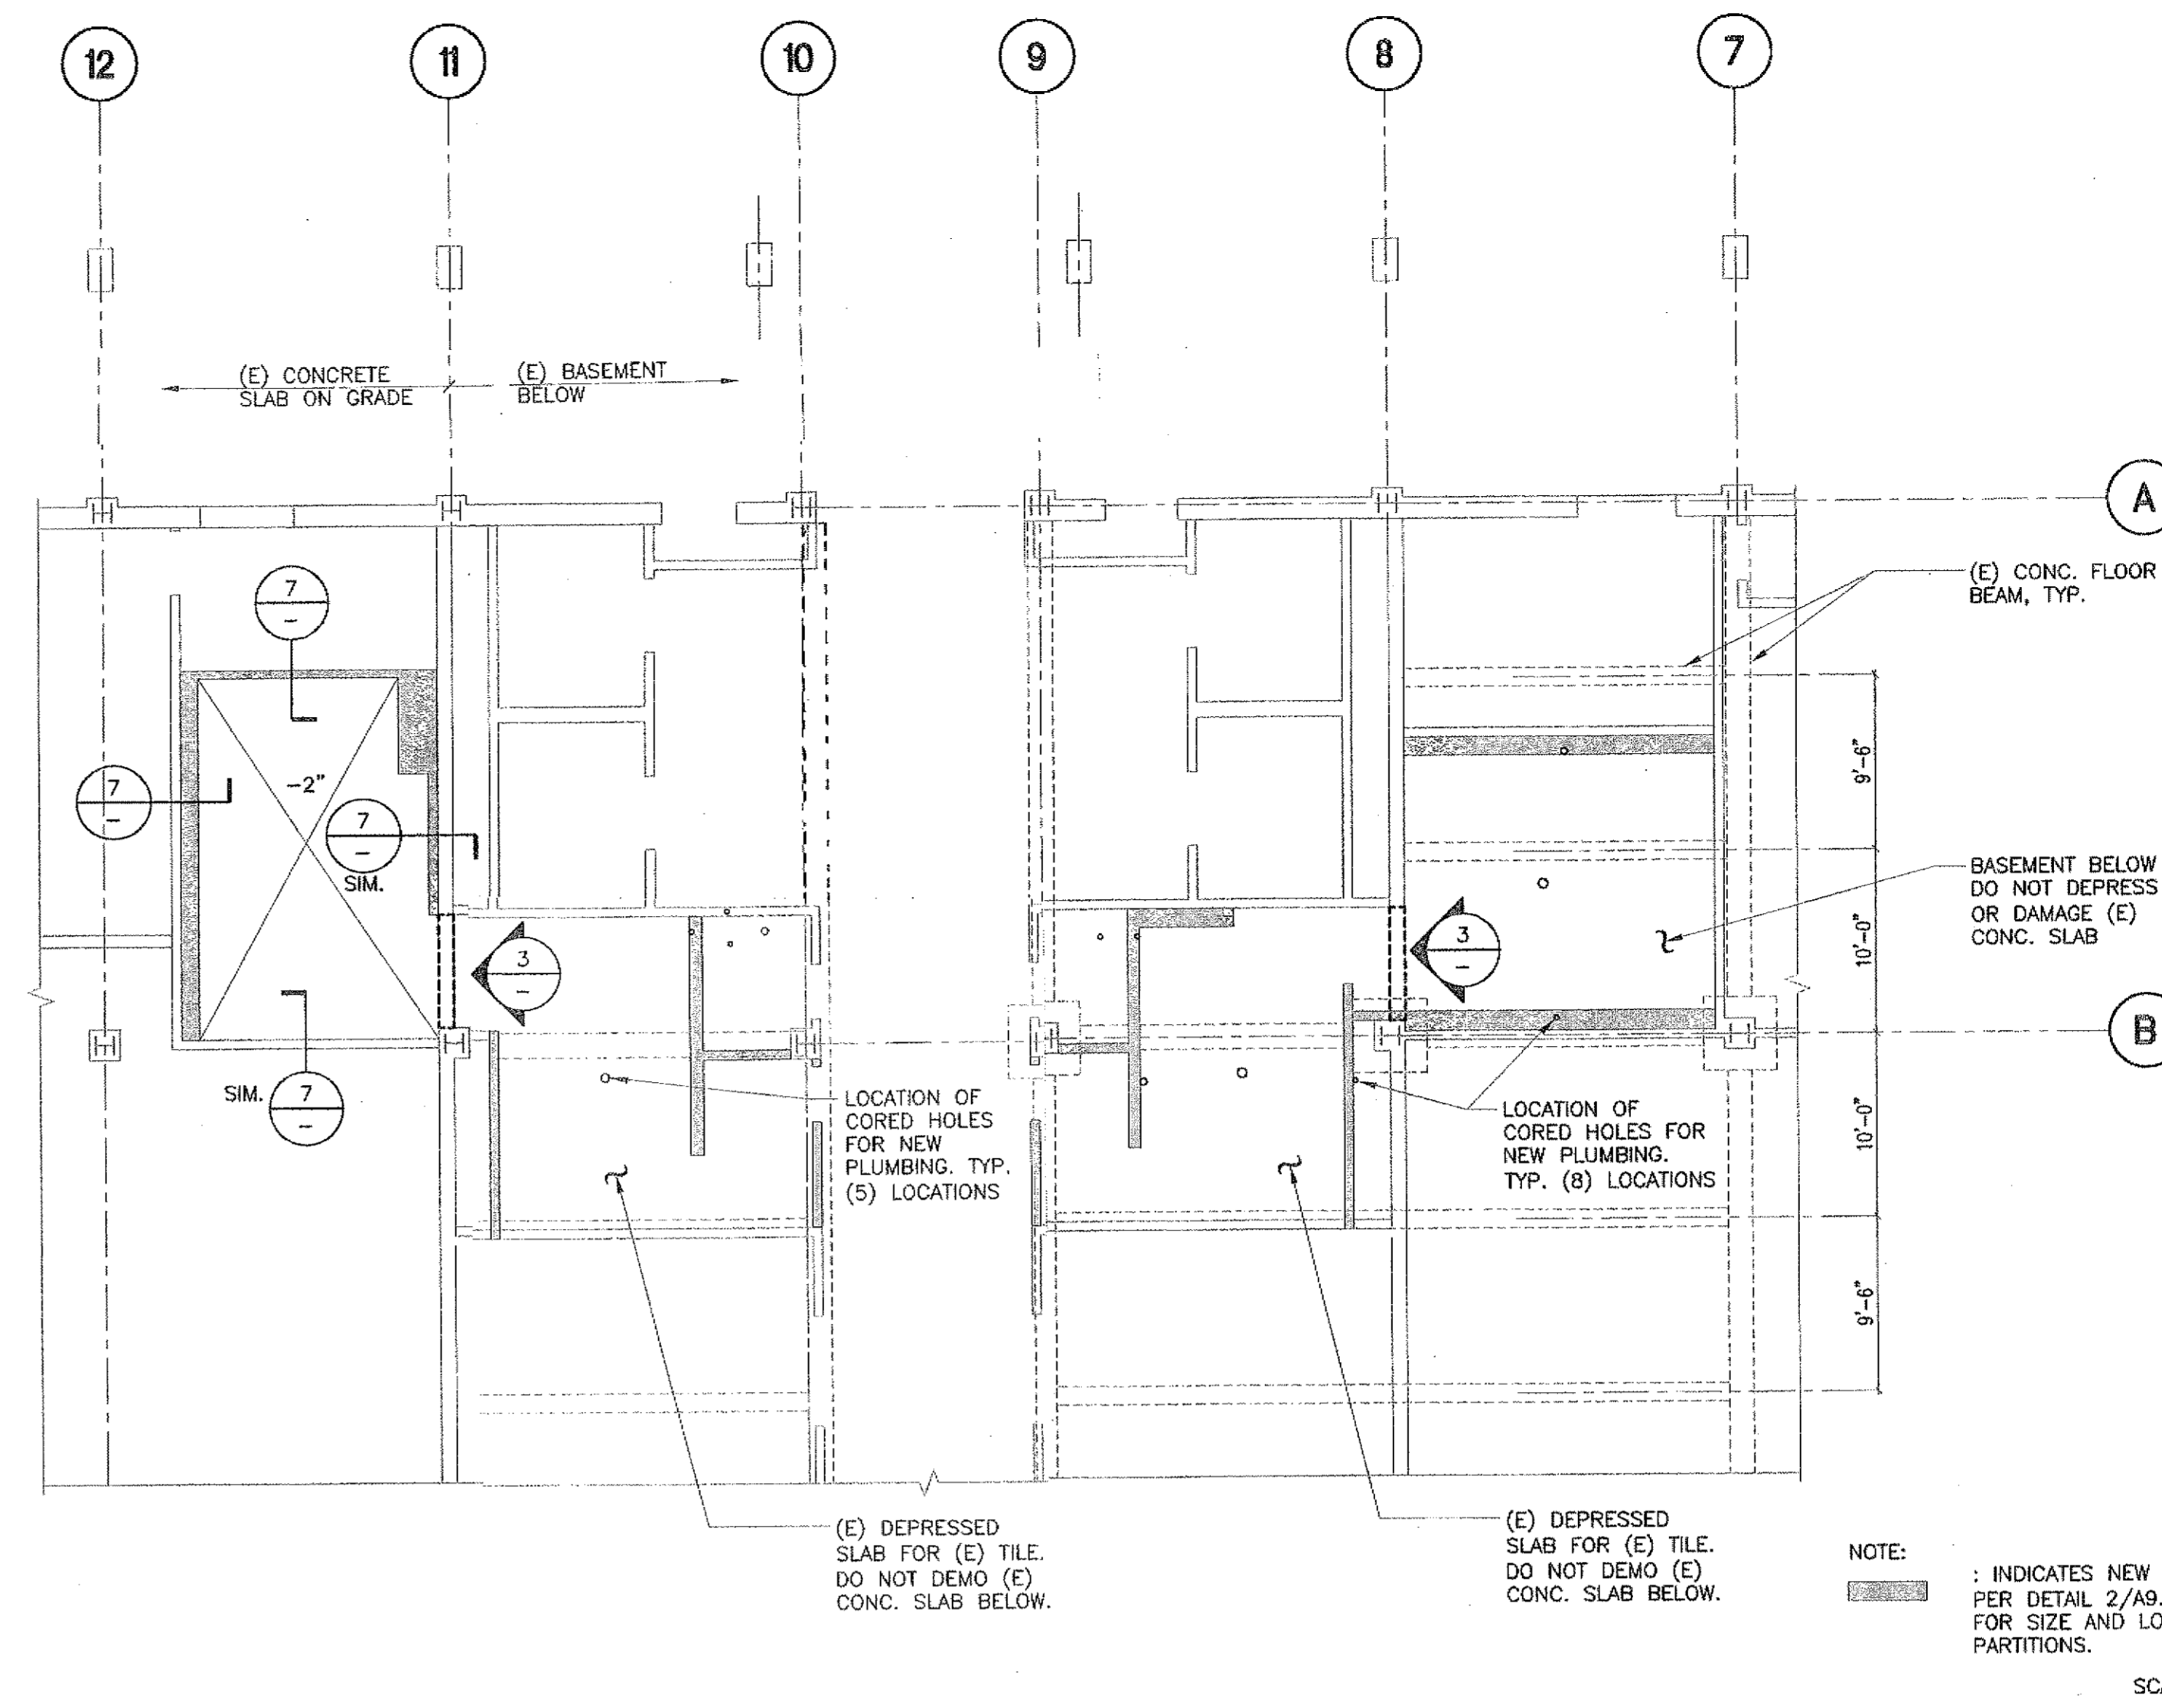 12
11
10
9
8
7
(E) CONCRETE
SLAB ON GRADE
(E) BASEMENT
BELOW
A
(E) CONC. FLOOR
BEAM, TYP.
7
–
7
–
-2"
7
–
SIM.
9'-6"
BASEMENT BELOW
DO NOT DEPRESS
OR DAMAGE (E)
CONC. SLAB
10'-0"
3
–
3
–
B
SIM.
7
–
LOCATION OF
CORED HOLES
FOR NEW
PLUMBING. TYP.
(5) LOCATIONS
LOCATION OF
CORED HOLES FOR
NEW PLUMBING.
TYP. (8) LOCATIONS
10'-0"
9'-6"
(E) DEPRESSED
SLAB FOR (E) TILE.
DO NOT DEMO (E)
CONC. SLAB BELOW.
(E) DEPRESSED
SLAB FOR (E) TILE.
DO NOT DEMO (E)
CONC. SLAB BELOW.
NOTE:
: INDICATES NEW
PER DETAIL 2/A9.
FOR SIZE AND LO
PARTITIONS.
SC